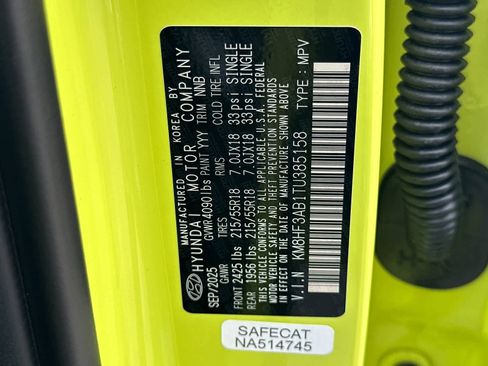 MANUFACTURED IN KOREA BY
HYUNDAI MOTOR COMPANY
SEP/2025 GVWR 4090 lbs PAINT YYY TRIM NNB
GAWR TIRES RIMS COLD TIRE INFL
FRONT 2425 lbs 215/55R18 7.0JX18 33psi SINGLE
REAR 1956 lbs 215/55R18 7.0JX18 33psi SINGLE
THIS VEHICLE CONFORMS TO ALL APPLICABLE U.S.A. FEDERAL
MOTOR VEHICLE SAFETY AND THEFT PREVENTION STANDARDS
IN EFFECT ON THE DATE OF MANUFACTURE SHOWN ABOVE.
V.I.N KM8HF3AB1TU385158 TYPE : MPV
SAFECAT
NA514745